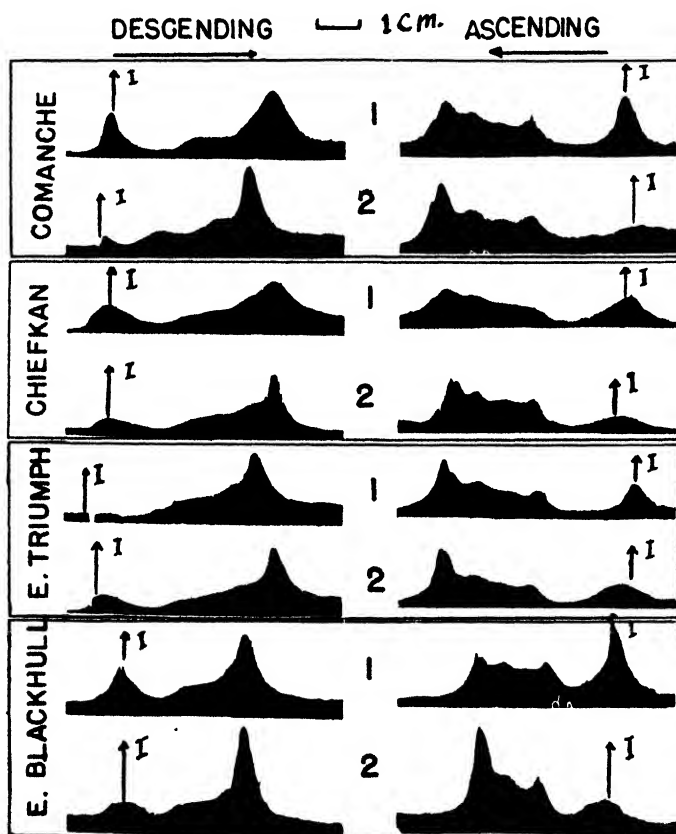 DESCENDING 1 cm. ASCENDING
COMANCHE
I 1 I
I 2 I
CHIEFKAN
I 1 I
I 2 I
E. TRIUMPH
I 1 I
I 2 I
E. BLACKHULL
I 1 I
I 2 I